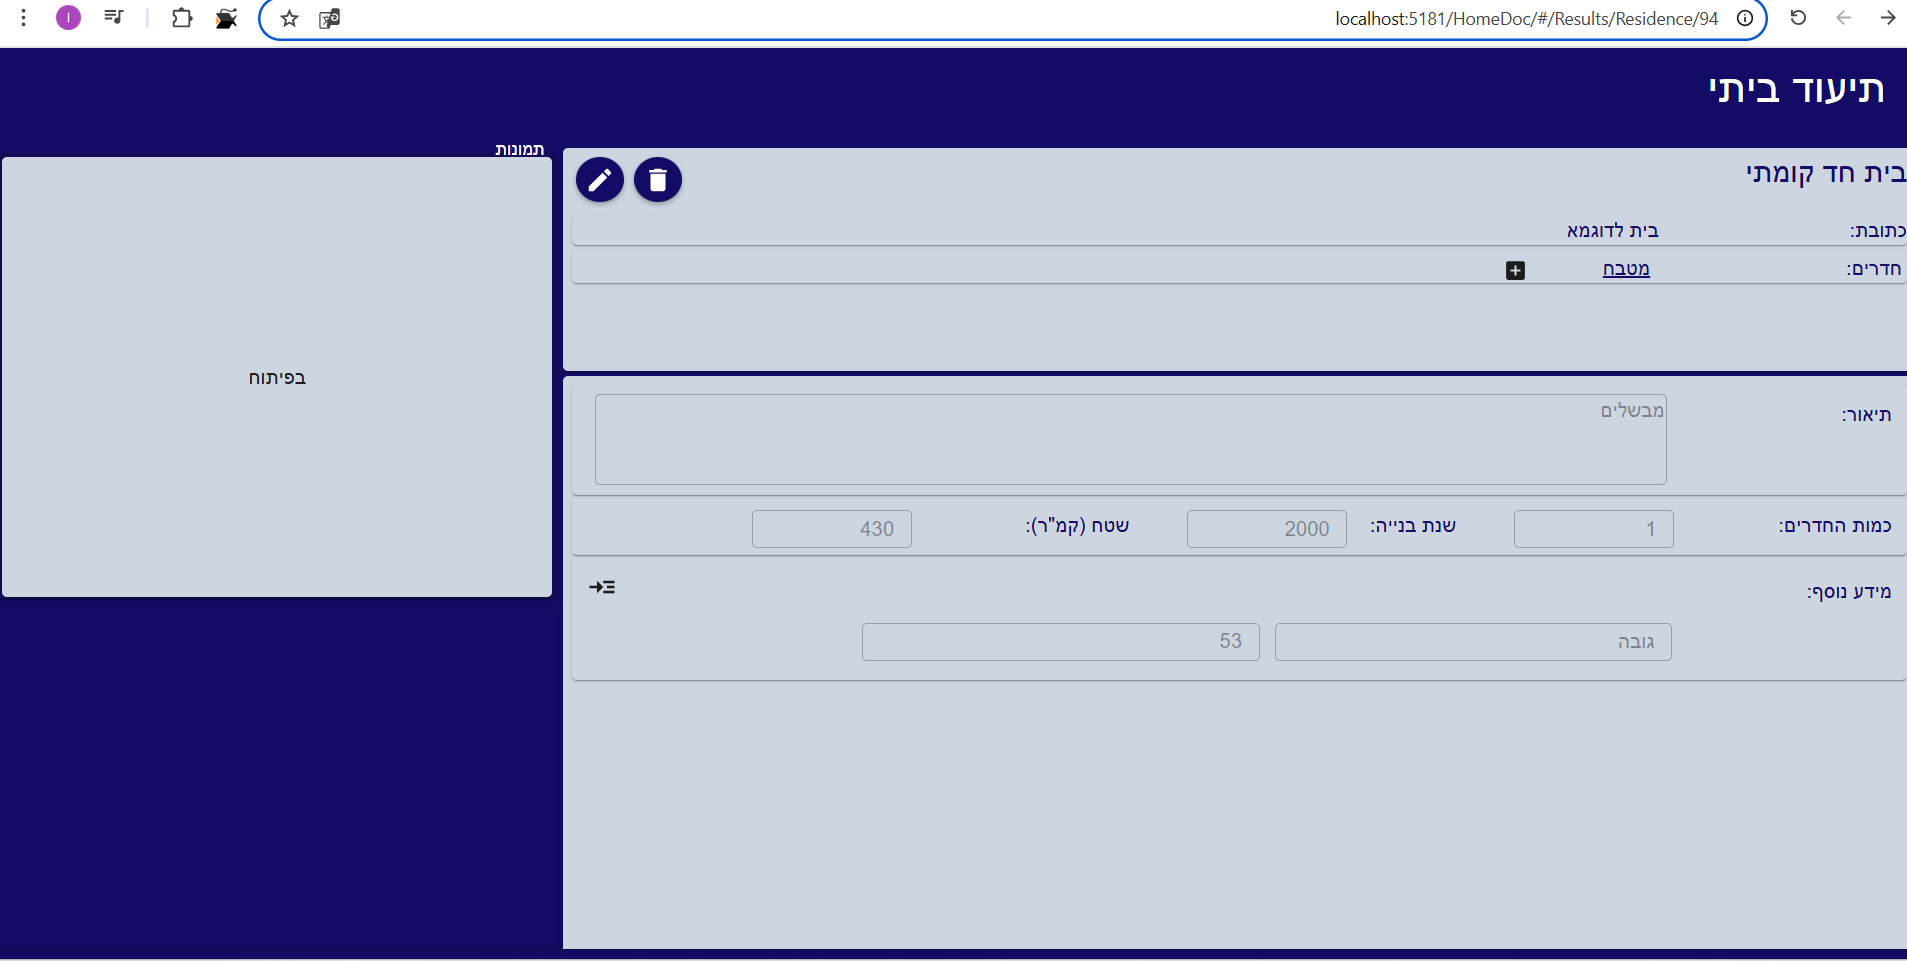 localhost:5181/HomeDoc/#/Results/Residence/94
I
תיעוד ביתי
בית חד קומתי
כתובת: בית לדוגמא
חדרים: מטבח
תיאור: מבשלים
כמות החדרים: 1 שנת בנייה: 2000 שטח (קמ"ר): 430
מידע נוסף:
גובה 53
תמונות
בפיתוח